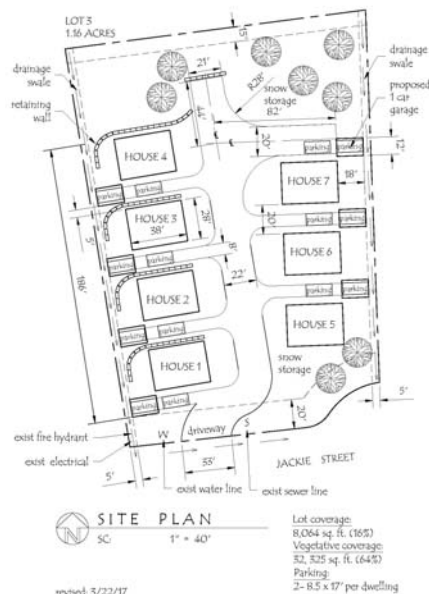 LOT 3
1.16 ACRES
15'
drainage
swale
retaining
wall
21'
44'
R28'
snow
storage
82'
20'
drainage
swale
proposed
1 car
garage
12'
18'
HOUSE 4
parking
parking
HOUSE 7
parking
parking
HOUSE 3
38'
28'
8'
5'
186'
parking
parking
20'
parking
parking
HOUSE 6
22'
HOUSE 2
parking
parking
parking
parking
HOUSE 5
HOUSE 1
snow
storage
parking
parking
5'
20'
exist fire hydrant
exist electrical
W
driveway
S
5'
33'
JACKIE STREET
exist water line
exist sewer line
N
SITE PLAN
SC: 1" = 40'
Lot coverage:
8,064 sq. ft. (16%)
Vegetative coverage:
32,325 sq. ft. (64%)
Parking:
2- 8.5 x 17' per dwelling
revised: 3/22/17